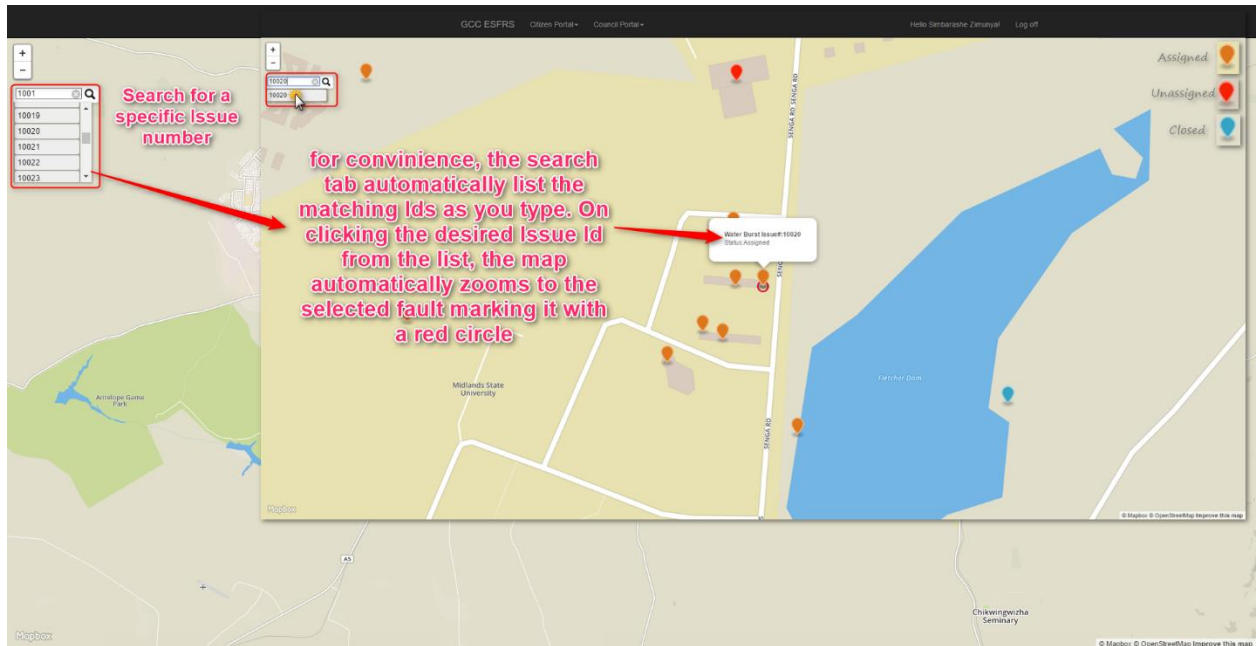 GCC ESFRS Citizen Portal Council Portal Hello Simbarashe Zimunya! Log off
+
-
1001
10019
10020
10021
10022
10023
Search for a
specific Issue
number
+
-
10020
10020
for convinience, the search
tab automatically list the
matching Ids as you type. On
clicking the desired Issue Id
from the list, the map
automatically zooms to the
selected fault marking it with
a red circle
Assigned
Unassigned
Closed
SENGA RD SENGA RD
Water Burst Issue#:10020
Status:Assigned
SENG
SENGA RD
Midlands State
University
Fletcher Dam
Mapbox
© Mapbox © OpenStreetMap Improve this map
Antelope Game
Park
A5
Chikwingwizha
Seminary
Mapbox
© Mapbox © OpenStreetMap Improve this map